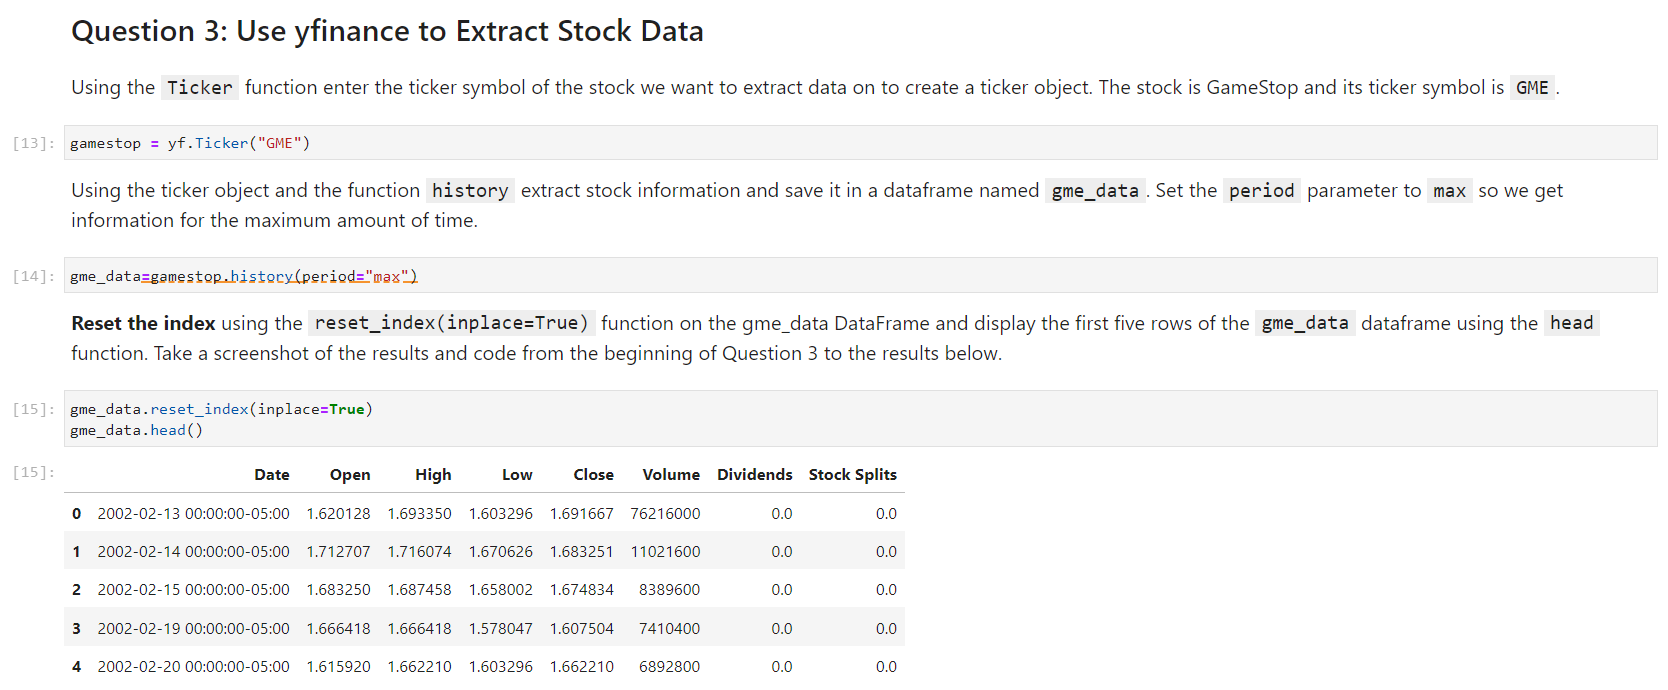 Question 3: Use yfinance to Extract Stock Data
Using the Ticker function enter the ticker symbol of the stock we want to extract data on to create a ticker object. The stock is GameStop and its ticker symbol is GME .
[13]: gamestop = yf.Ticker("GME")
Using the ticker object and the function history extract stock information and save it in a dataframe named gme_data . Set the period parameter to max so we get
information for the maximum amount of time.
[14]: gme_data=gamestop.history(period="max")
Reset the index using the reset_index(inplace=True) function on the gme_data DataFrame and display the first five rows of the gme_data dataframe using the head
function. Take a screenshot of the results and code from the beginning of Question 3 to the results below.
[15]: gme_data.reset_index(inplace=True)
gme_data.head()
[15]: Date Open High Low Close Volume Dividends Stock Splits
0 2002-02-13 00:00:00-05:00 1.620128 1.693350 1.603296 1.691667 76216000 0.0 0.0
1 2002-02-14 00:00:00-05:00 1.712707 1.716074 1.670626 1.683251 11021600 0.0 0.0
2 2002-02-15 00:00:00-05:00 1.683250 1.687458 1.658002 1.674834 8389600 0.0 0.0
3 2002-02-19 00:00:00-05:00 1.666418 1.666418 1.578047 1.607504 7410400 0.0 0.0
4 2002-02-20 00:00:00-05:00 1.615920 1.662210 1.603296 1.662210 6892800 0.0 0.0